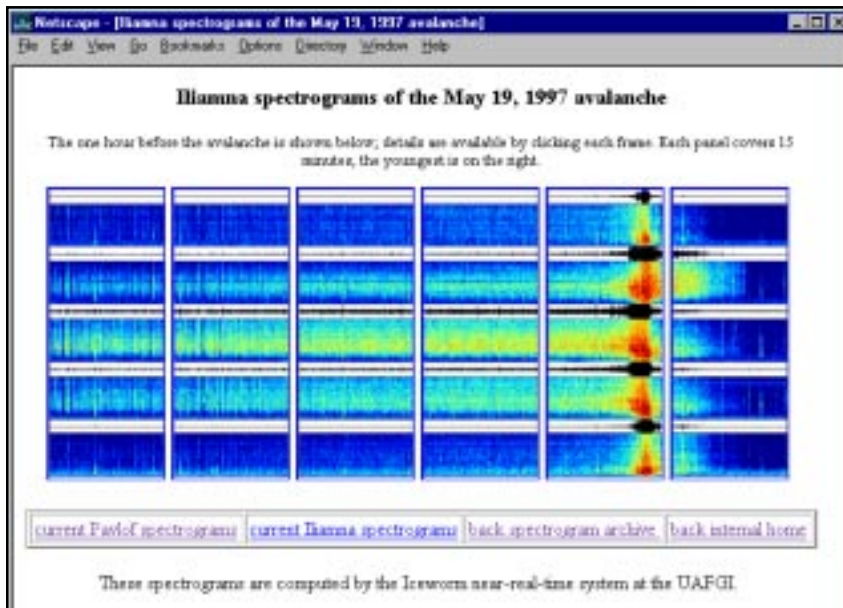 Netscape - [Iliamna spectrograms of the May 19, 1997 avalanche]
File Edit View Go Bookmarks Options Directory Window Help
Iliamna spectrograms of the May 19, 1997 avalanche
The one hour before the avalanche is shown below; details are available by clicking each frame. Each panel covers 15
minutes, the youngest is on the right.
current Pavlof spectrograms current Iliamna spectrograms back spectrogram archive back internal home
These spectrograms are computed by the Iceworm near-real-time system at the UAFGI.